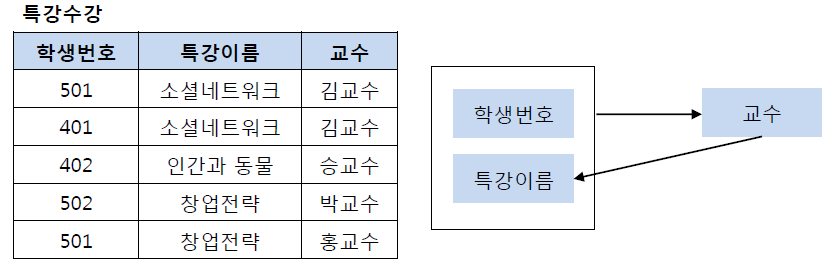 특강수강
학생번호 특강이름 교수
501 소셜네트워크 김교수
401 소셜네트워크 김교수
402 인간과 동물 승교수
502 창업전략 박교수
501 창업전략 홍교수
학생번호
특강이름
교수